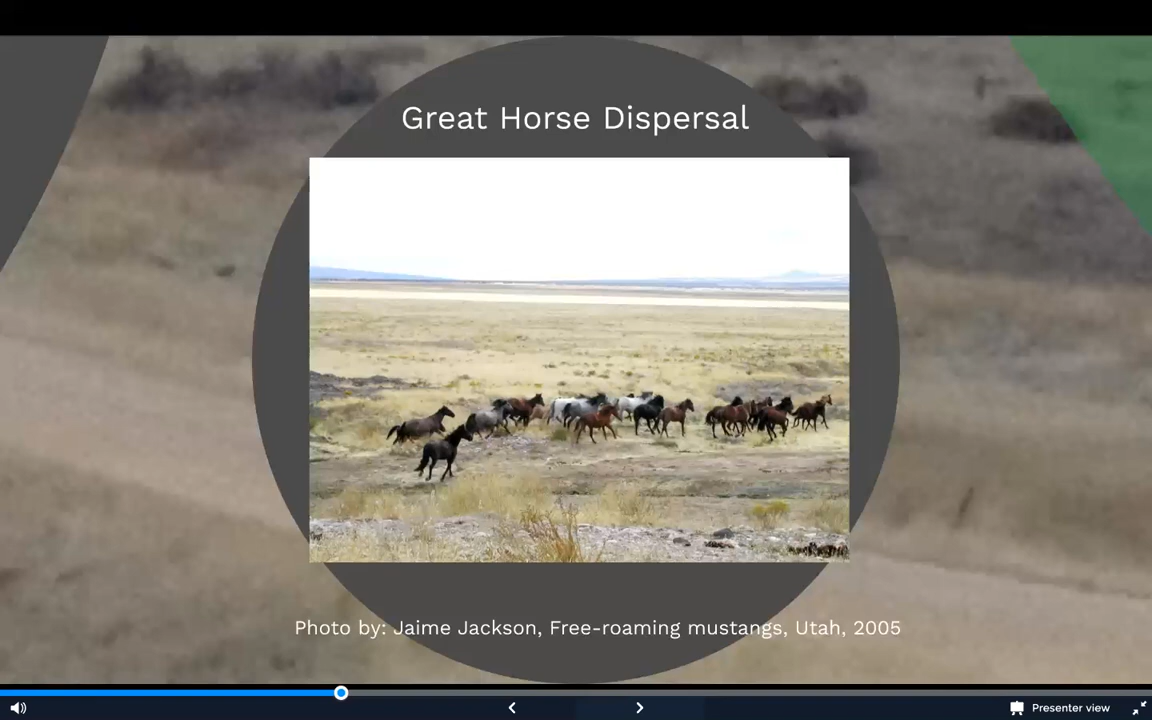 Great Horse Dispersal
Photo by: Jaime Jackson, Free-roaming mustangs, Utah, 2005
Presenter view